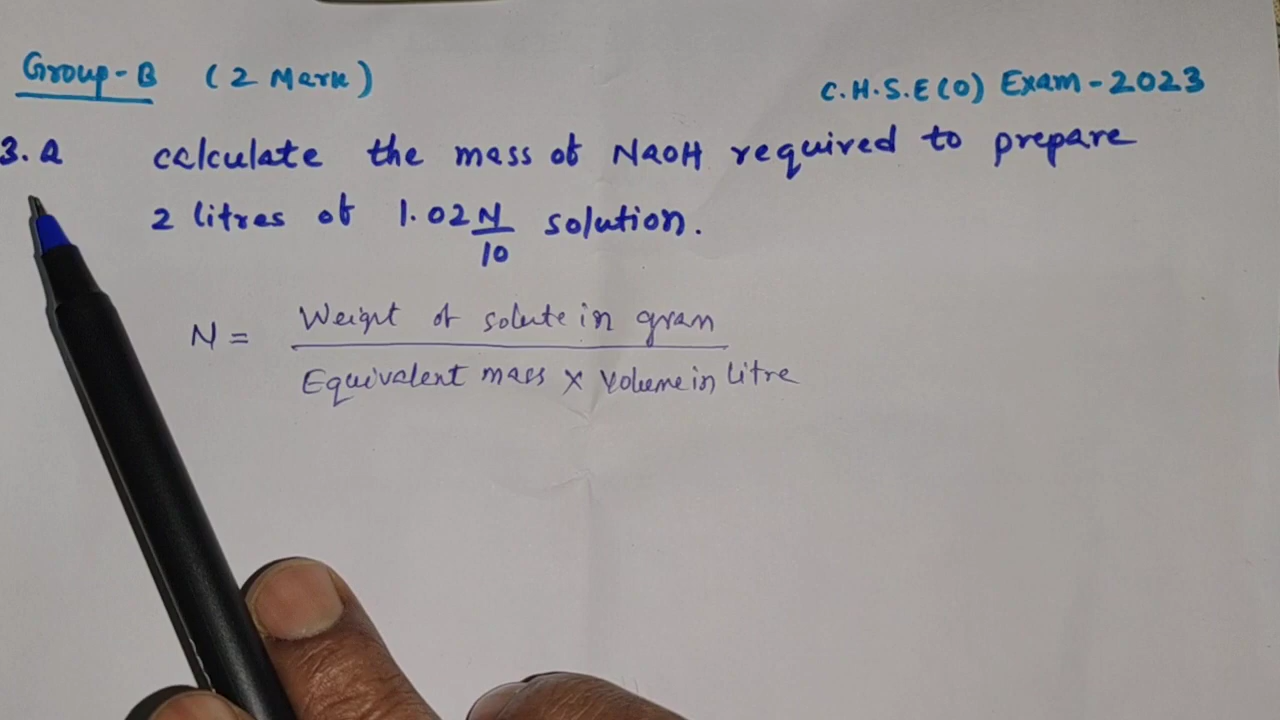 Group-B (2 Mark)
C.H.S.E(O) Exam-2023
3.a calculate the mass of NaOH required to prepare
2 litres of 1.02 N/10 solution.
N = Weight of solute in gram
Equivalent mass x Volume in Litre